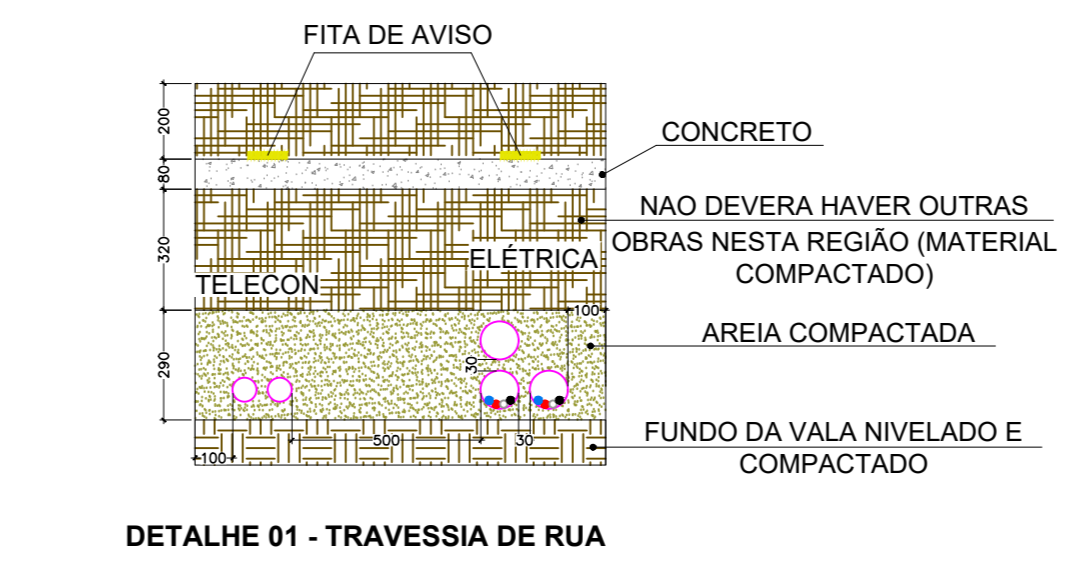 FITA DE AVISO
200
CONCRETO
80
NAO DEVERA HAVER OUTRAS
OBRAS NESTA REGIÃO (MATERIAL
COMPACTADO)
320
ELÉTRICA
TELECON
100
AREIA COMPACTADA
290
30
500
30
100
FUNDO DA VALA NIVELADO E
COMPACTADO
DETALHE 01 - TRAVESSIA DE RUA